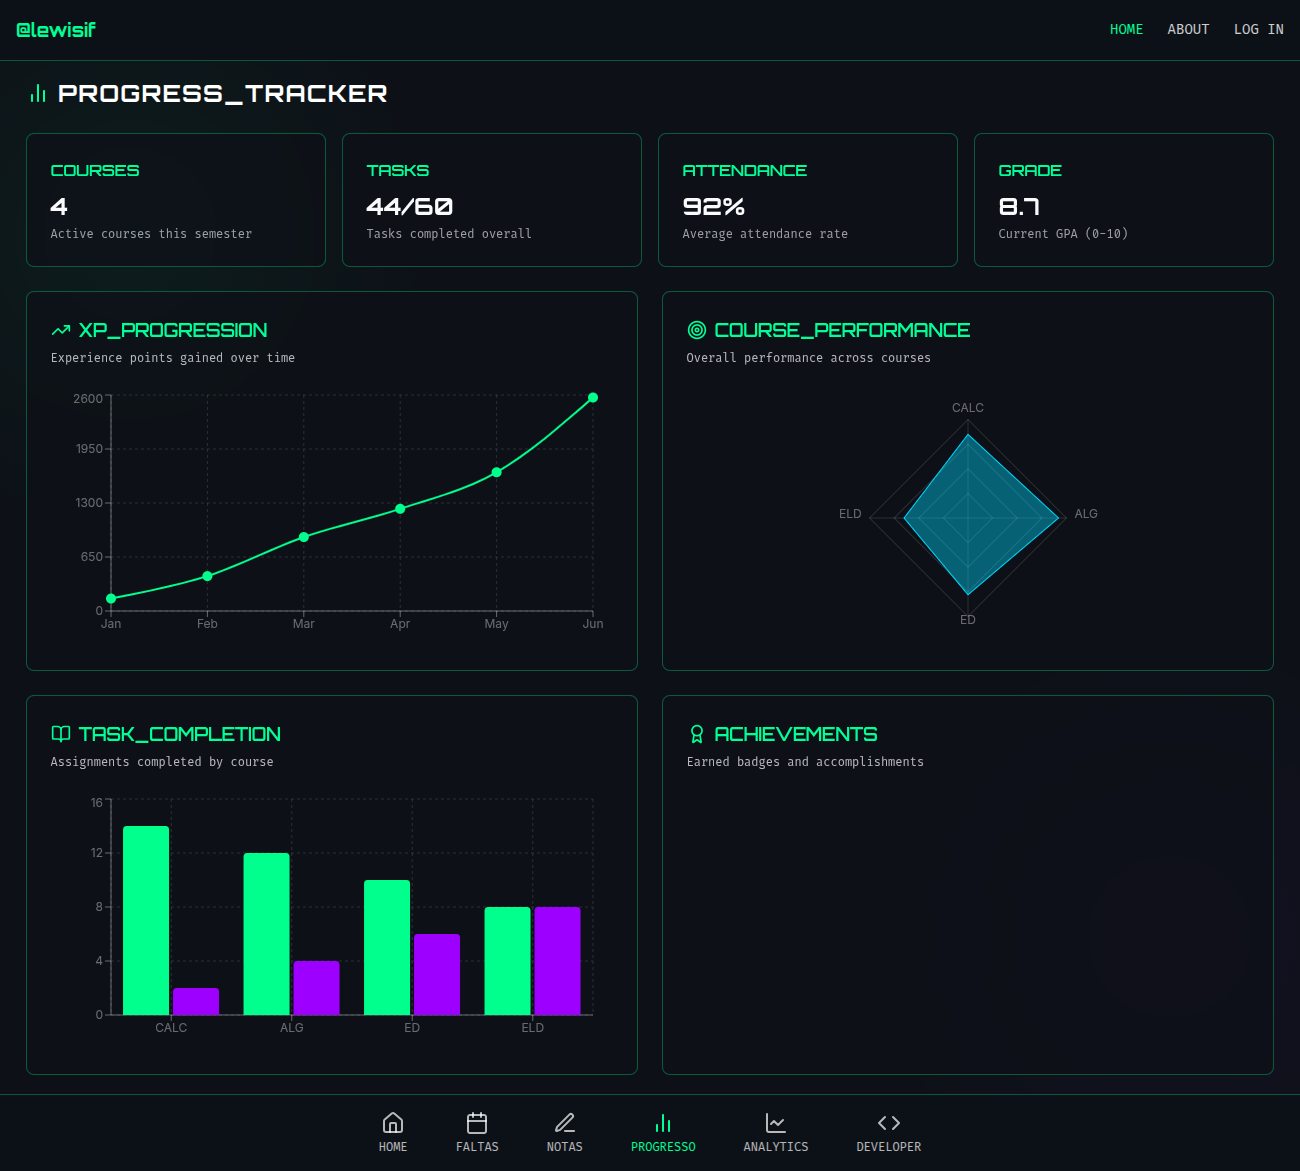 @lewisif
HOME ABOUT LOG IN
PROGRESS_TRACKER
COURSES
4
Active courses this semester
TASKS
44/60
Tasks completed overall
ATTENDANCE
92%
Average attendance rate
GRADE
8.7
Current GPA (0-10)
XP_PROGRESSION
Experience points gained over time
2600
1950
1300
650
0
Jan Feb Mar Apr May Jun
COURSE_PERFORMANCE
Overall performance across courses
CALC
ELD ALG
ED
TASK_COMPLETION
Assignments completed by course
16
12
8
4
0
CALC ALG ED ELD
ACHIEVEMENTS
Earned badges and accomplishments
HOME FALTAS NOTAS PROGRESSO ANALYTICS DEVELOPER